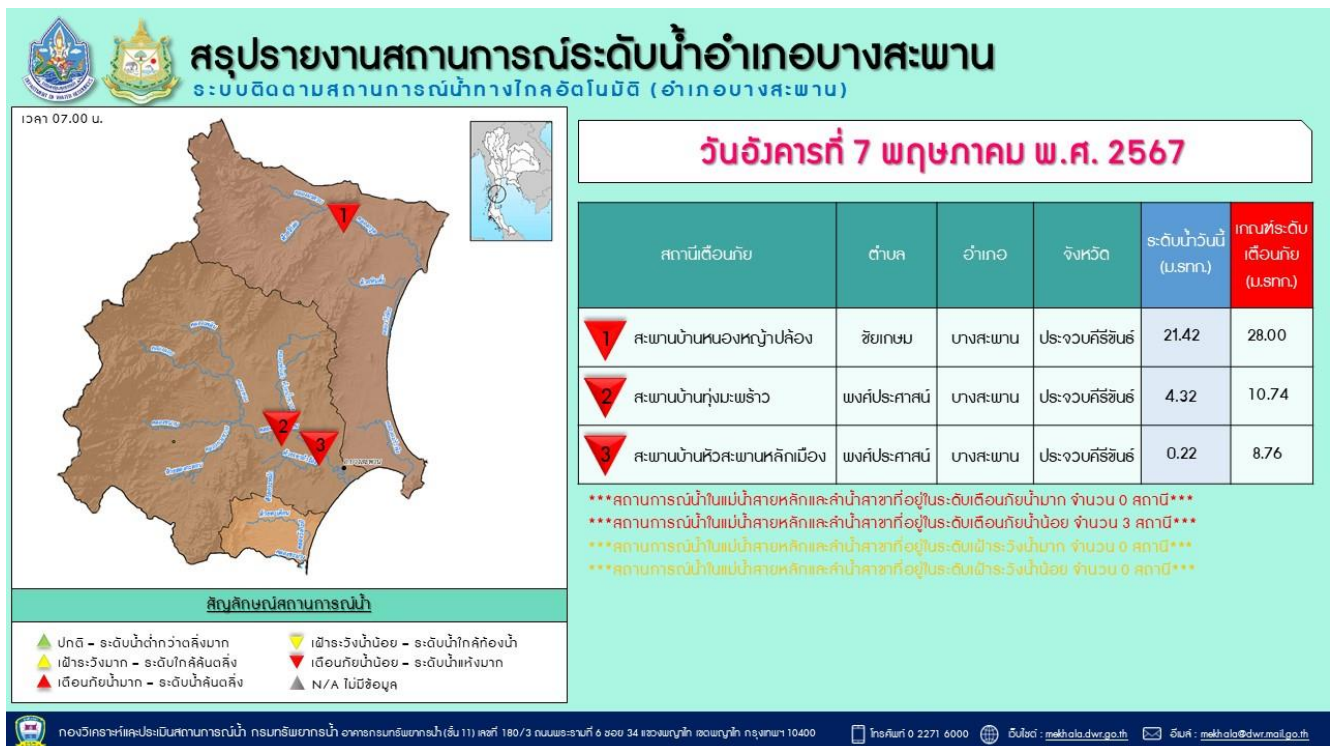 สรุปรายงานสถานการณ์ระดับน้ำอำเภอบางสะพาน
ระบบติดตามสถานการณ์น้ำทางไกลอัตโนมัติ (อำเภอบางสะพาน)
เวลา 07.00 น.
วันอังคารที่ 7 พฤษภาคม พ.ศ. 2567
สถานีเตือนภัย ตำบล อำเภอ จังหวัด ระดับน้ำวันนี้ (ม.รทก.) เกณฑ์ระดับเตือนภัย (ม.รทก.)
1 สะพานบ้านหนองหญ้าปล้อง ชัยเกษม บางสะพาน ประจวบคีรีขันธ์ 21.42 28.00
2 สะพานบ้านทุ่งมะพร้าว พงศ์ประศาสน์ บางสะพาน ประจวบคีรีขันธ์ 4.32 10.74
3 สะพานบ้านหัวสะพานหลักเมือง พงศ์ประศาสน์ บางสะพาน ประจวบคีรีขันธ์ 0.22 8.76
***สถานการณ์น้ำในแม่น้ำสายหลักและลำน้ำสาขาที่อยู่ในระดับเตือนภัยน้ำมาก จำนวน 0 สถานี***
***สถานการณ์น้ำในแม่น้ำสายหลักและลำน้ำสาขาที่อยู่ในระดับเตือนภัยน้ำน้อย จำนวน 3 สถานี***
***สถานการณ์น้ำในแม่น้ำสายหลักและลำน้ำสาขาที่อยู่ในระดับเฝ้าระวังน้ำมาก จำนวน 0 สถานี***
***สถานการณ์น้ำในแม่น้ำสายหลักและลำน้ำสาขาที่อยู่ในระดับเฝ้าระวังน้ำน้อย จำนวน 0 สถานี***
1
2
3
สัญลักษณ์สถานการณ์น้ำ
ปกติ - ระดับน้ำต่ำกว่าตลิ่งมาก
เฝ้าระวังมาก - ระดับใกล้ล้นตลิ่ง
เตือนภัยน้ำมาก - ระดับน้ำล้นตลิ่ง
เฝ้าระวังน้ำน้อย - ระดับน้ำใกล้ท้องน้ำ
เตือนภัยน้ำน้อย - ระดับน้ำแห้งมาก
N/A ไม่มีข้อมูล
กองวิเคราะห์และประเมินสถานการณ์น้ำ กรมทรัพยากรน้ำ อาคารกรมทรัพยากรน้ำ (ชั้น 11) เลขที่ 180/3 ถนนพระรามที่ 6 ซอย 34 แขวงพญาไท เขตพญาไท กรุงเทพฯ 10400 โทรศัพท์ 0 2271 6000 เว็บไซต์ : mekhala.dwr.go.th อีเมล์ : mekhala@dwr.mail.go.th